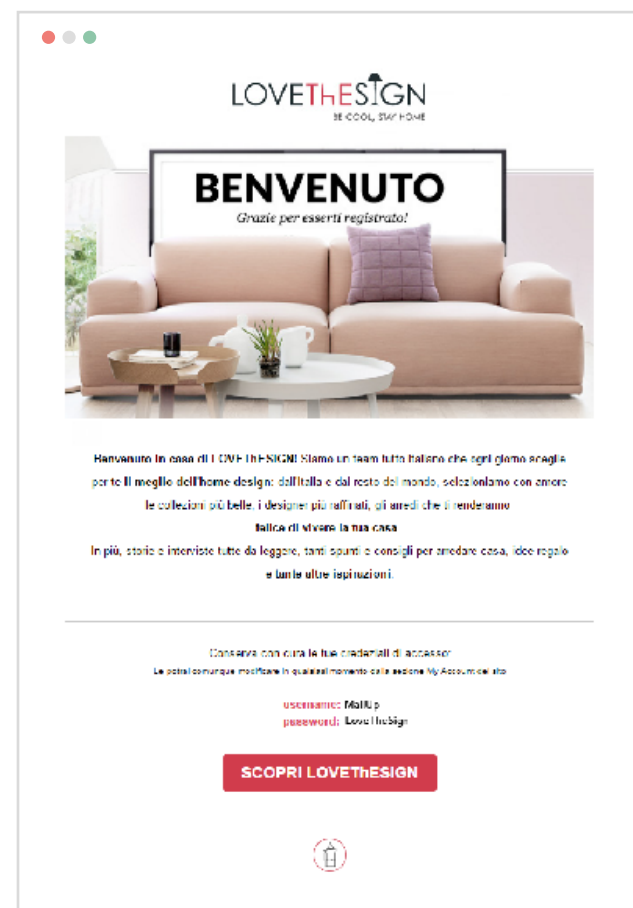 LOVEThESIGN
BE COOL, STAY HOME
BENVENUTO
Grazie per esserti registrato!
Benvenuto in casa di LOVEThESIGN! Siamo un team tutto italiano che ogni giorno sceglie
per te il meglio dell'home design: dall'Italia e dal resto del mondo, selezioniamo con amore
le collezioni più belle, i designer più raffinati, gli arredi che ti renderanno
felice di vivere la tua casa
In più, storie e interviste tutte da leggere, tanti spunti e consigli per arredare casa, idee regalo
e tante altre ispirazioni.
Conserva con cura le tue credeziali di accesso:
Le potrai comunque modificare in qualsiasi momento dalla sezione My Account del sito
username: MailUp
password: LoveTheSign
SCOPRI LOVEThESIGN